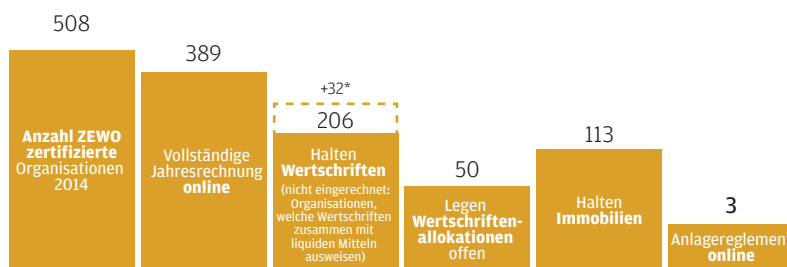 508
Anzahl ZEWO
zertifizierte
Organisationen
2014
389
Vollständige
Jahresrechnung
online
+32*
206
Halten
Wertschriften
(nicht eingerechnet:
Organisationen,
welche Wertschriften
zusammen mit
liquiden Mitteln
ausweisen)
50
Legen
Wertschriften-
allokationen
offen
113
Halten
Immobilien
3
Anlagereglement
online